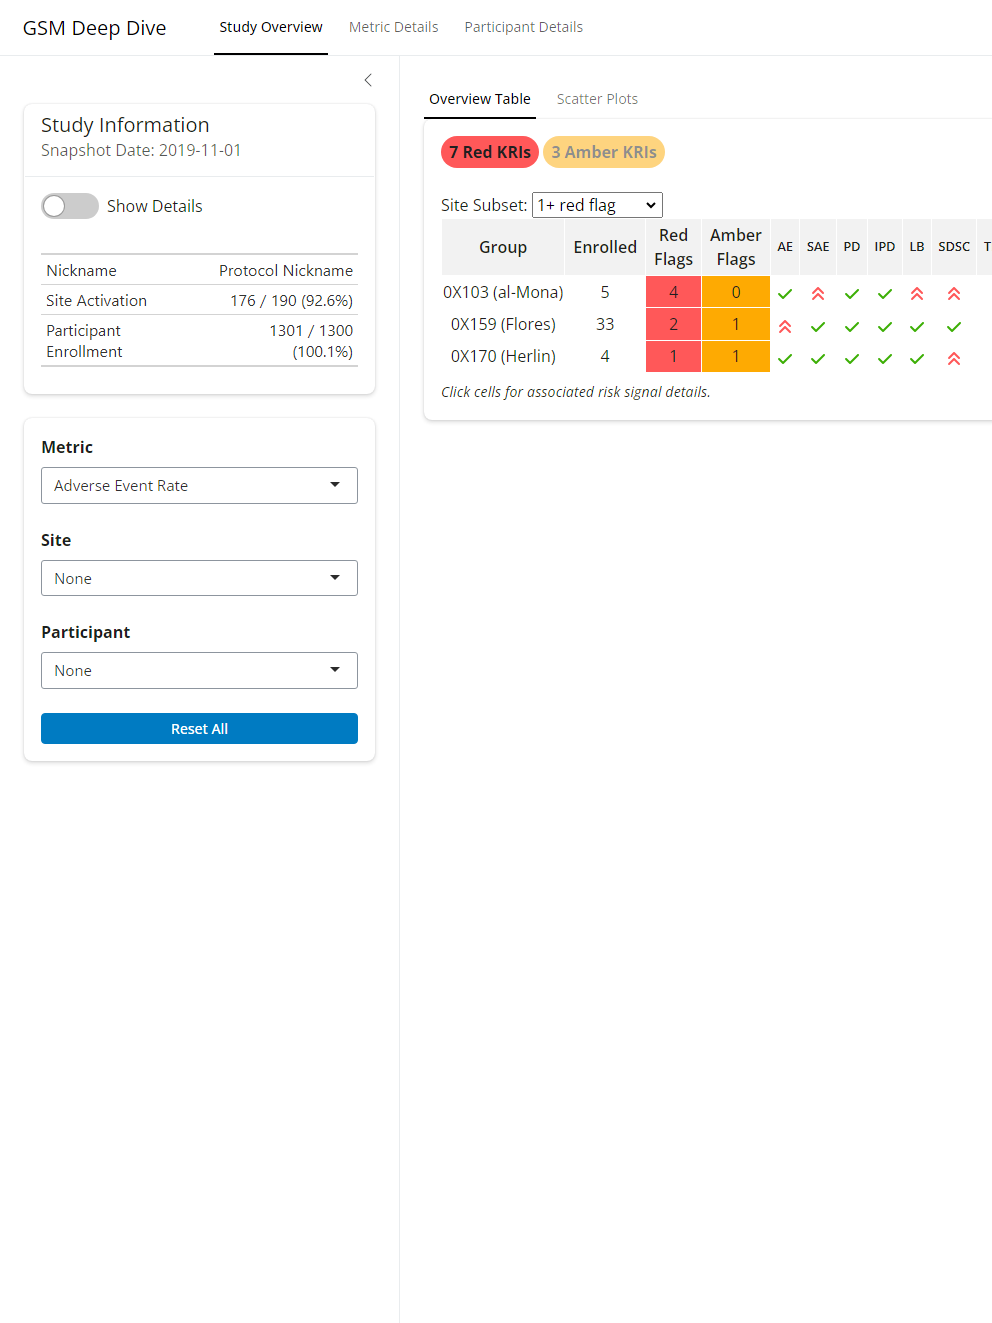 GSM Deep Dive
Study Overview
Metric Details
Participant Details
Study Information
Snapshot Date: 2019-11-01
Show Details
Nickname Protocol Nickname
Site Activation 176 / 190 (92.6%)
Participant Enrollment 1301 / 1300 (100.1%)
Metric
Adverse Event Rate
Site
None
Participant
None
Reset All
Overview Table
Scatter Plots
7 Red KRIs
3 Amber KRIs
Site Subset: 1+ red flag
Group Enrolled Red Flags Amber Flags AE SAE PD IPD LB SDSC T
0X103 (al-Mona) 5 4 0
0X159 (Flores) 33 2 1
0X170 (Herlin) 4 1 1
Click cells for associated risk signal details.